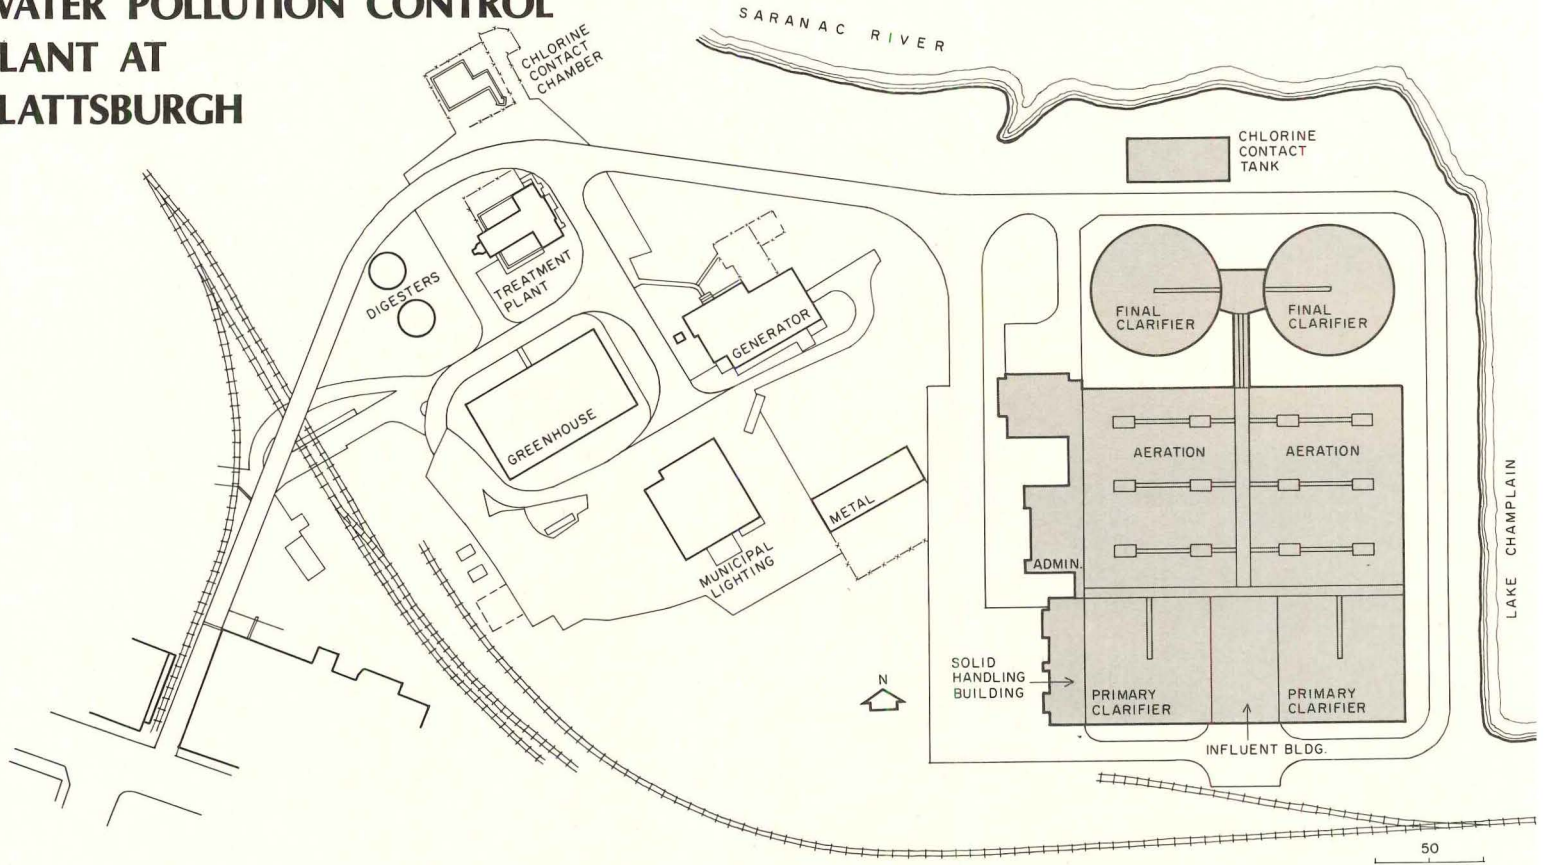 WATER POLLUTION CONTROL
LANT AT
LATTSBURGH
SARANAC RIVER
CHLORINE
CONTACT
CHAMBER
CHLORINE
CONTACT
TANK
DIGESTERS
TREATMENT
PLANT
GENERATOR
GREENHOUSE
MUNICIPAL
LIGHTING
METAL
FINAL
CLARIFIER
FINAL
CLARIFIER
AERATION
AERATION
ADMIN.
LAKE CHAMPLAIN
SOLID
HANDLING
BUILDING
N
PRIMARY
CLARIFIER
PRIMARY
CLARIFIER
INFLUENT BLDG.
50